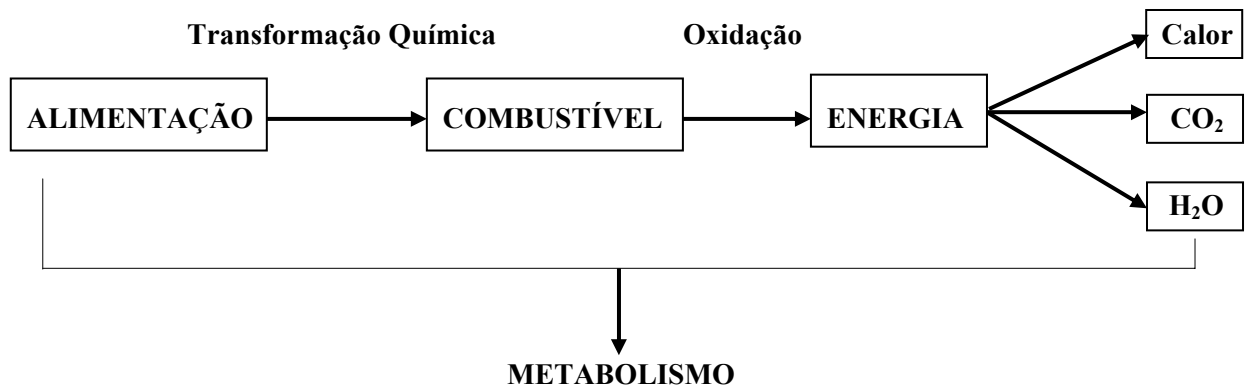 Transformação Química
Oxidação
ALIMENTAÇÃO
COMBUSTÍVEL
ENERGIA
Calor
CO₂
H₂O
METABOLISMO